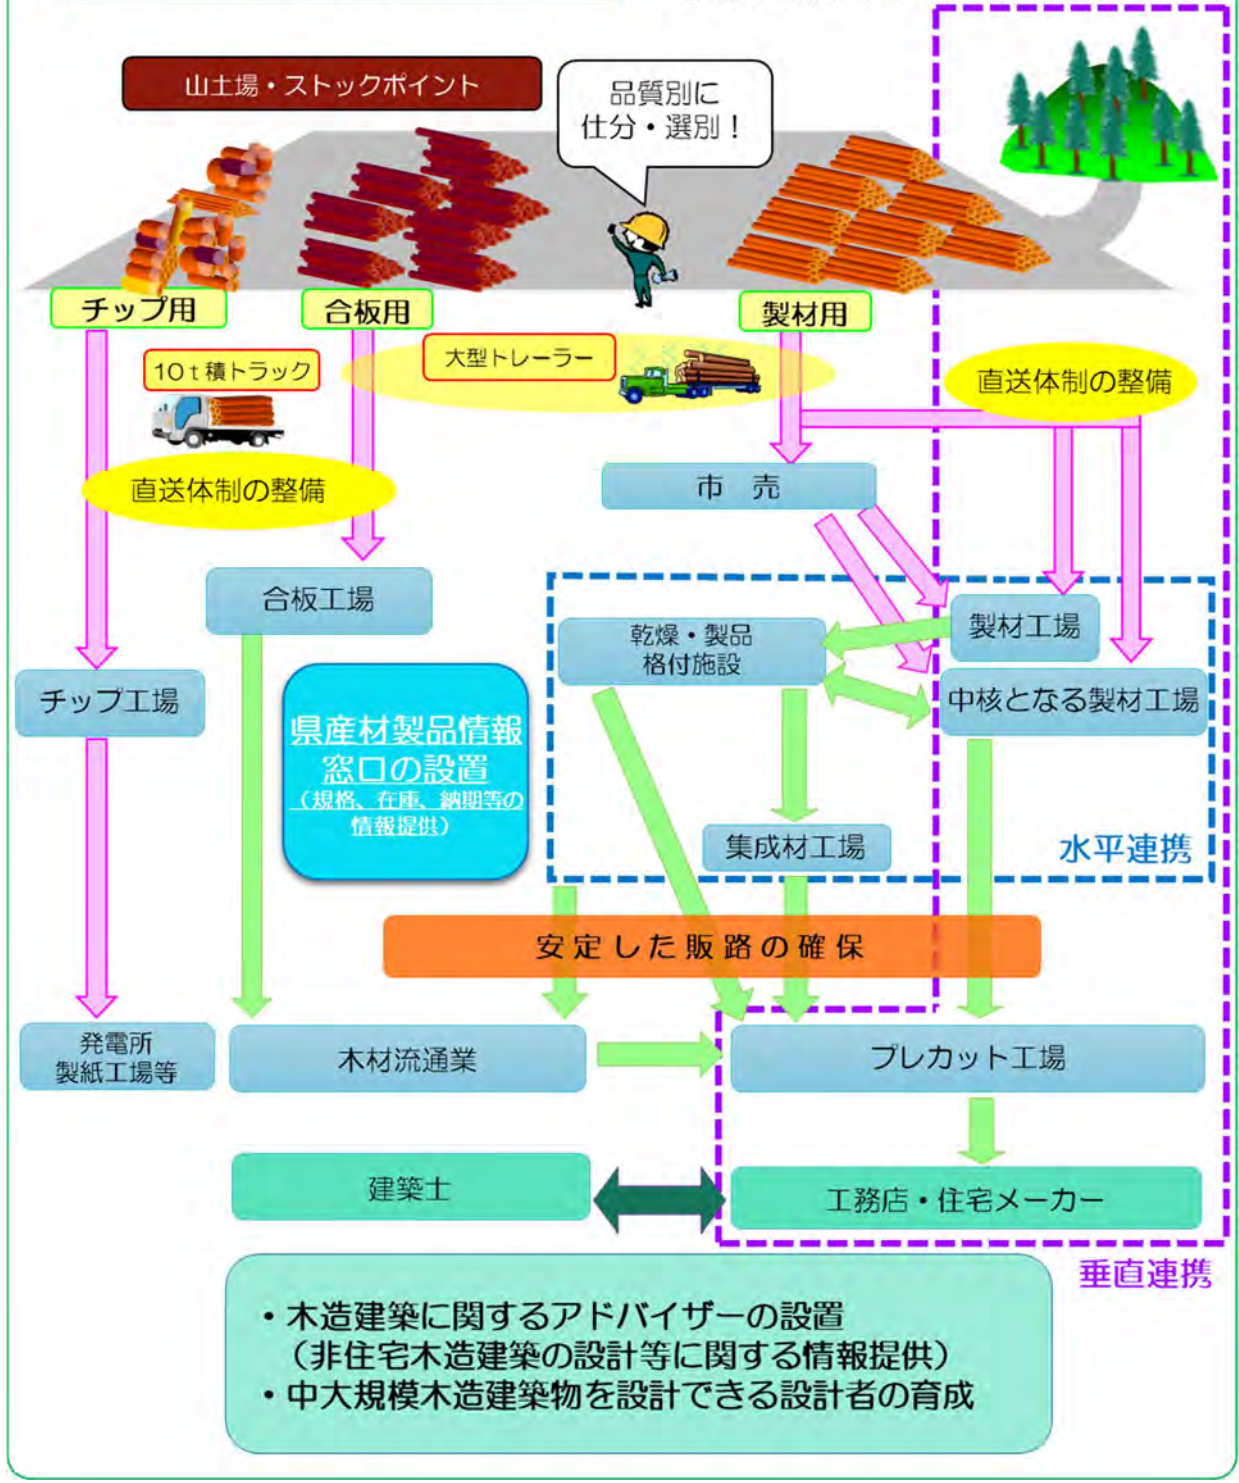 山土場・ストックポイント
品質別に
仕分・選別！
チップ用
合板用
製材用
10ｔ積トラック
大型トレーラー
直送体制の整備
直送体制の整備
市　売
合板工場
乾燥・製品
格付施設
製材工場
チップ工場
中核となる製材工場
県産材製品情報
窓口の設置
（規格、在庫、納期等の
情報提供）
集成材工場
水平連携
安定した販路の確保
発電所
製紙工場等
木材流通業
プレカット工場
建築士
工務店・住宅メーカー
垂直連携
・木造建築に関するアドバイザーの設置
（非住宅木造建築の設計等に関する情報提供）
・中大規模木造建築物を設計できる設計者の育成